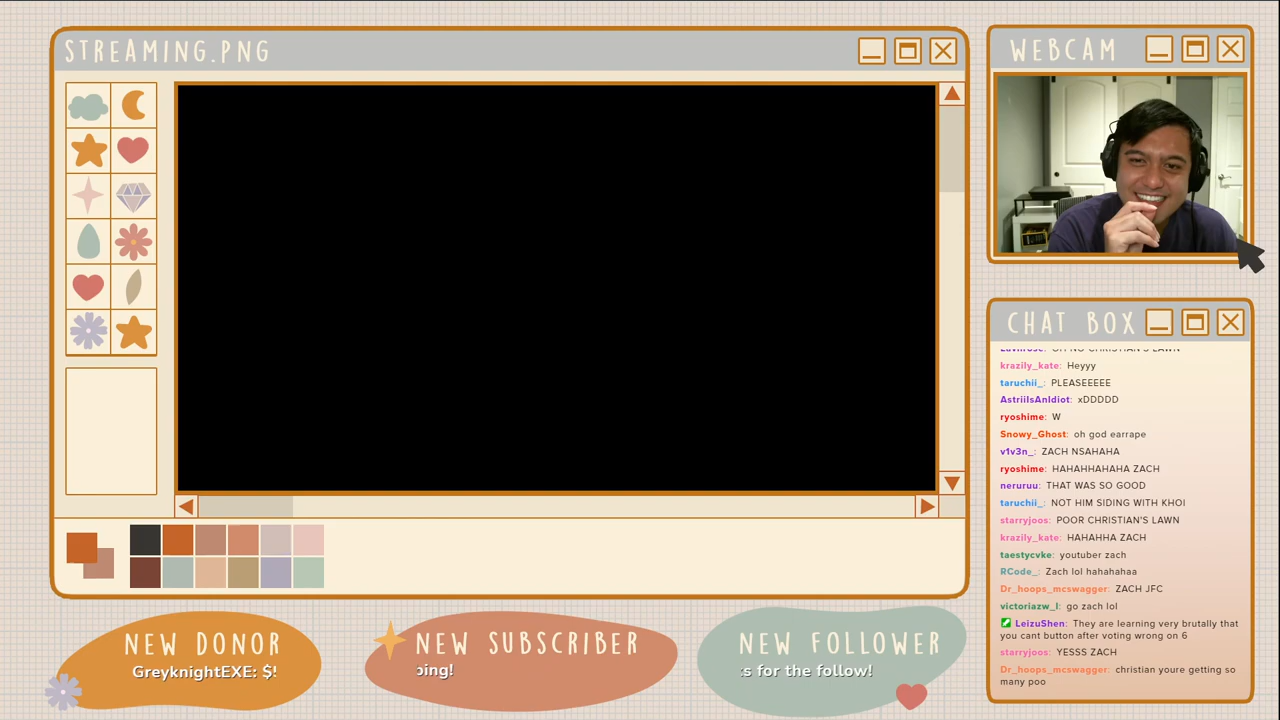 STREAMING.PNG
WEBCAM
CHAT BOX
krazily_kate: Heyyy
taruchii_: PLEASEEEEE
AstriiIsAnIdiot: xDDDDD
ryoshime: W
Snowy_Ghost: oh god earrape
v1v3n_: ZACH NSAHAHA
ryoshime: HAHAHHAHAHA ZACH
neruruu: THAT WAS SO GOOD
taruchii_: NOT HIM SIDING WITH KHOI
starryjoos: POOR CHRISTIAN'S LAWN
krazily_kate: HAHAHHA ZACH
taestycvke: youtuber zach
RCode_: Zach lol hahahahaa
Dr_hoops_mcswagger: ZACH JFC
victoriazw_l: go zach lol
LeizuShen: They are learning very brutally that
you cant button after voting wrong on 6
starryjoos: YESSS ZACH
Dr_hoops_mcswagger: christian youre getting so
many poo
NEW DONOR
GreyknightEXE: $!
NEW SUBSCRIBER
oing!
NEW FOLLOWER
:s for the follow!